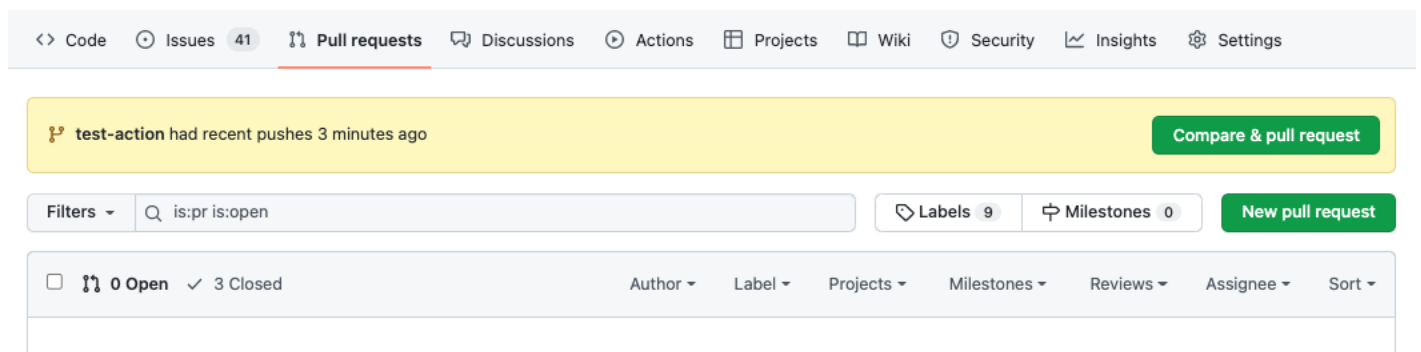 Code Issues 41 Pull requests Discussions Actions Projects Wiki Security Insights Settings
test-action had recent pushes 3 minutes ago Compare & pull request
Filters is:pr is:open Labels 9 Milestones 0 New pull request
0 Open 3 Closed Author Label Projects Milestones Reviews Assignee Sort